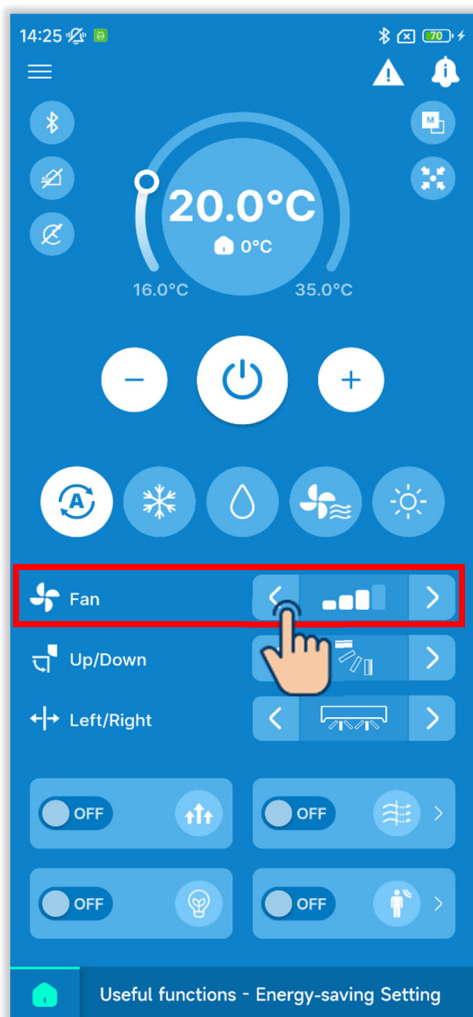 14:25
70
M
20.0°C
0°C
16.0°C
35.0°C
A
Fan
Up/Down
Left/Right
OFF
OFF
OFF
OFF
Useful functions - Energy-saving Setting